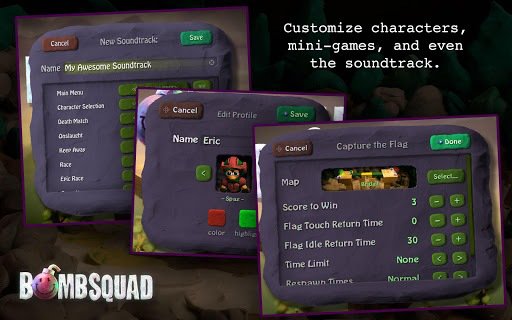 Customize characters,
mini-games, and even
the soundtrack.
Cancel
New Soundtrack:
Save
Name My Awesome Soundtrack
Main Menu
Character Selection
Death Match
Onslaught
Keep Away
Race
Epic Race
Cancel
Edit Profile
Save
Name Eric
- Spaz -
color
Cancel
Capture the Flag
Done
Map
Select...
Score to Win 3
Flag Touch Return Time 0
Flag Idle Return Time 30
Time Limit None
Respawn Times Normal
BOMBSQUAD